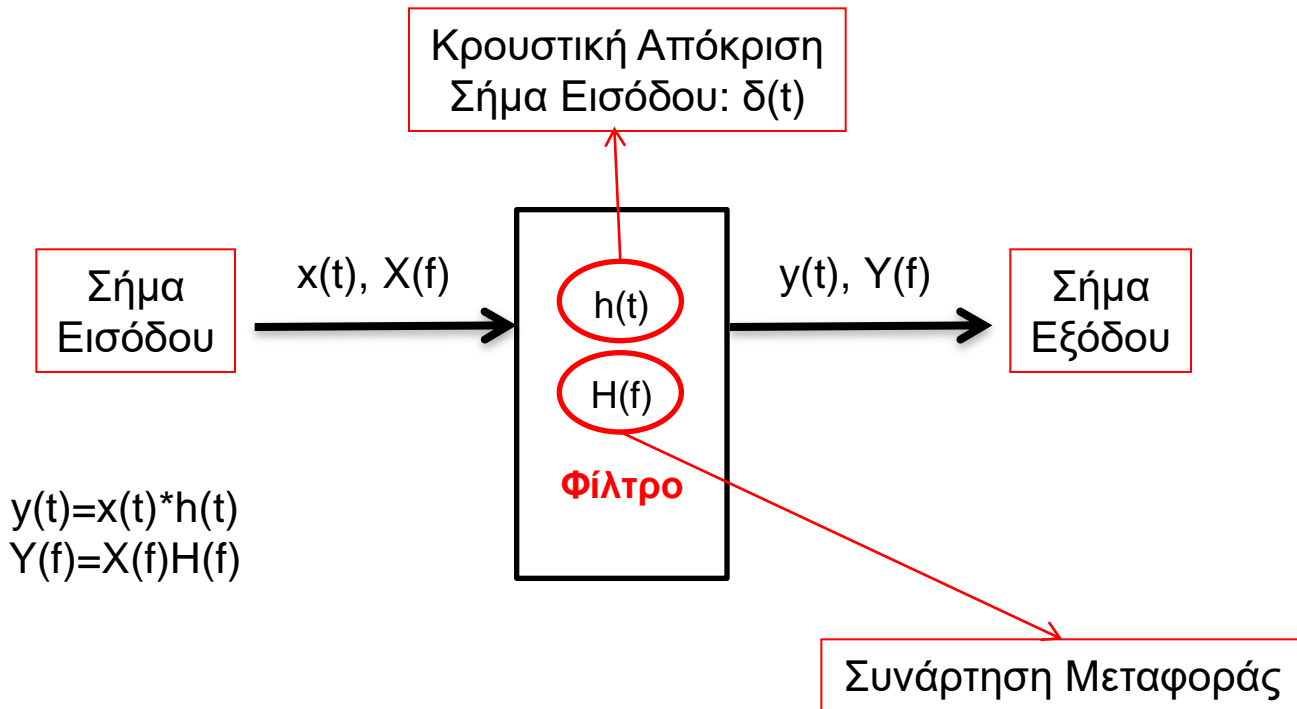 Κρουστική Απόκριση
Σήμα Εισόδου: δ(t)
Σήμα
Εισόδου
x(t), X(f)
h(t)
H(f)
Φίλτρο
y(t), Y(f)
Σήμα
Εξόδου
y(t)=x(t)*h(t)
Y(f)=X(f)H(f)
Συνάρτηση Μεταφοράς